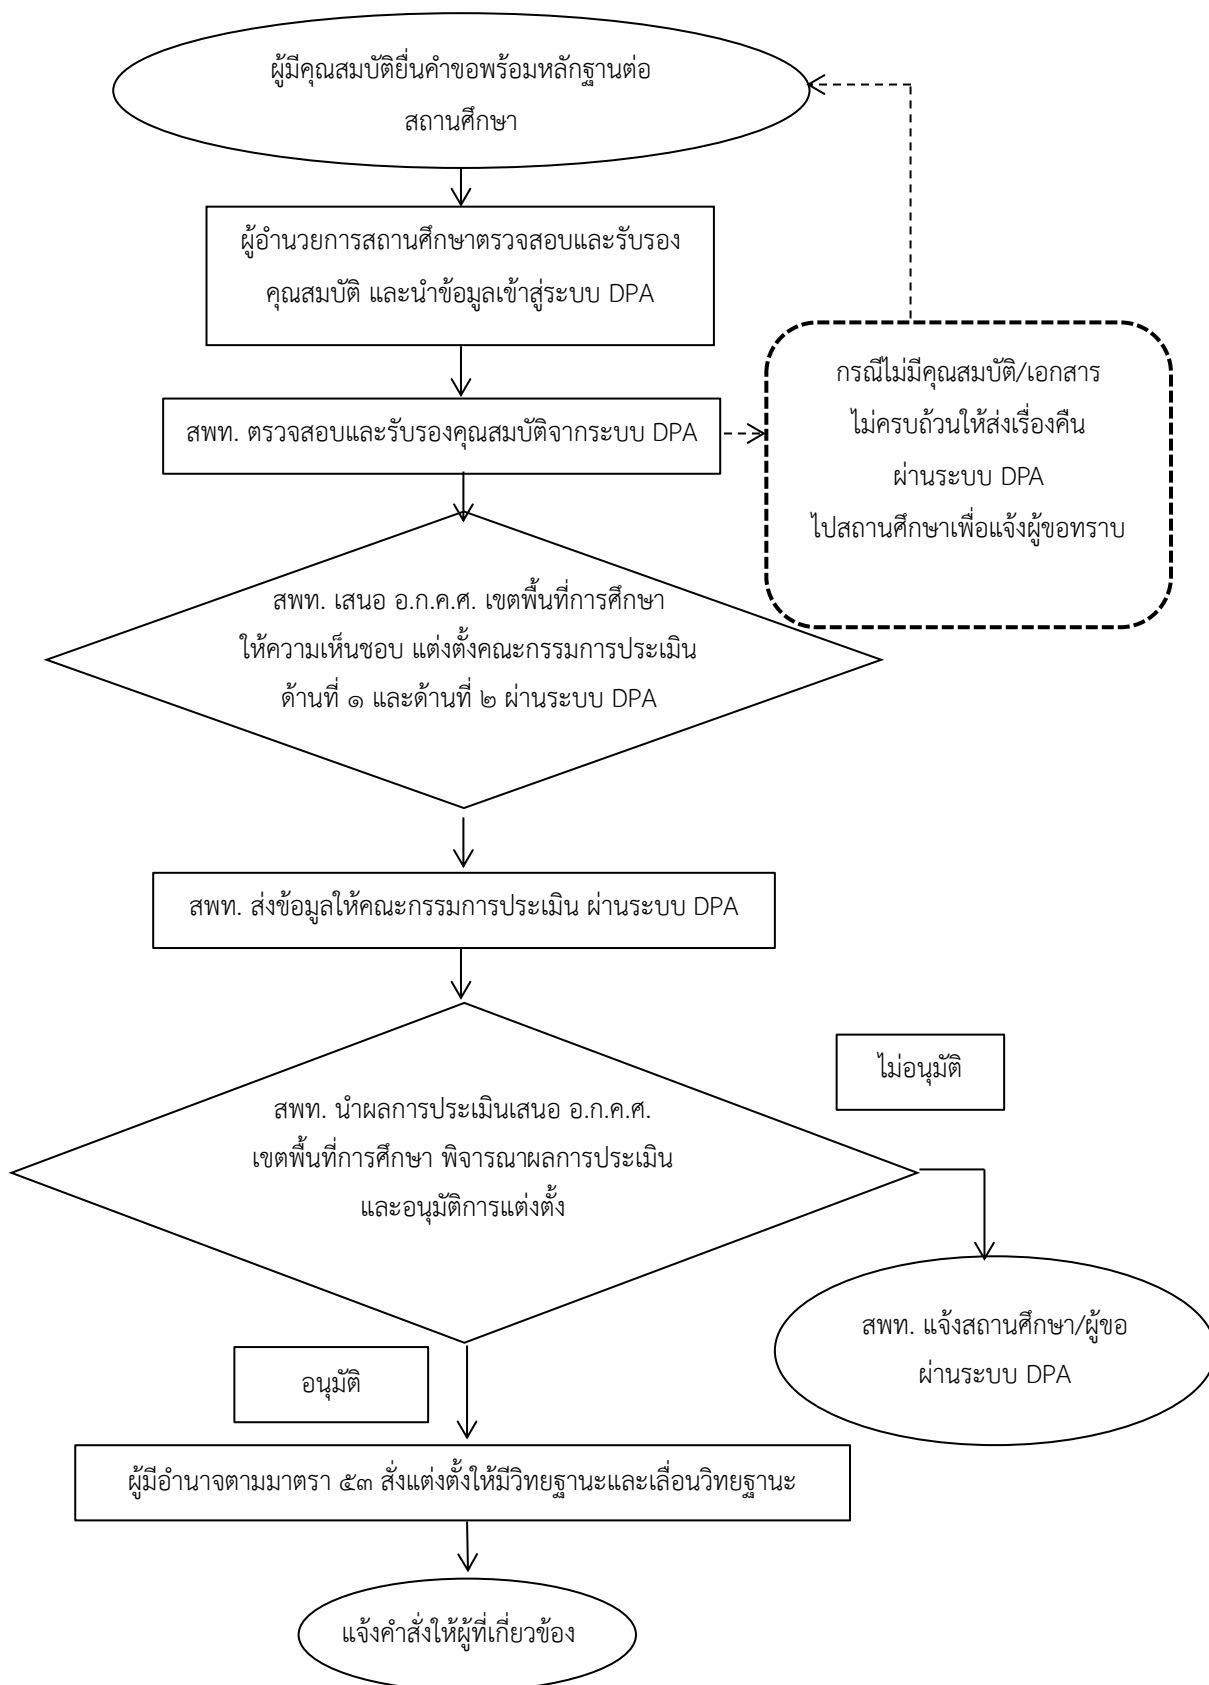 ผู้มีคุณสมบัติยื่นคำขอพร้อมหลักฐานต่อ
สถานศึกษา
ผู้อำนวยการสถานศึกษาตรวจสอบและรับรอง
คุณสมบัติ และนำข้อมูลเข้าสู่ระบบ DPA
สพท. ตรวจสอบและรับรองคุณสมบัติจากระบบ DPA
กรณีไม่มีคุณสมบัติ/เอกสาร
ไม่ครบถ้วนให้ส่งเรื่องคืน
ผ่านระบบ DPA
ไปสถานศึกษาเพื่อแจ้งผู้ขอทราบ
สพท. เสนอ อ.ก.ค.ศ. เขตพื้นที่การศึกษา
ให้ความเห็นชอบ แต่งตั้งคณะกรรมการประเมิน
ด้านที่ ๑ และด้านที่ ๒ ผ่านระบบ DPA
สพท. ส่งข้อมูลให้คณะกรรมการประเมิน ผ่านระบบ DPA
สพท. นำผลการประเมินเสนอ อ.ก.ค.ศ.
เขตพื้นที่การศึกษา พิจารณาผลการประเมิน
และอนุมัติการแต่งตั้ง
ไม่อนุมัติ
สพท. แจ้งสถานศึกษา/ผู้ขอ
ผ่านระบบ DPA
อนุมัติ
ผู้มีอำนาจตามมาตรา ๕๓ สั่งแต่งตั้งให้มีวิทยฐานะและเลื่อนวิทยฐานะ
แจ้งคำสั่งให้ผู้ที่เกี่ยวข้อง